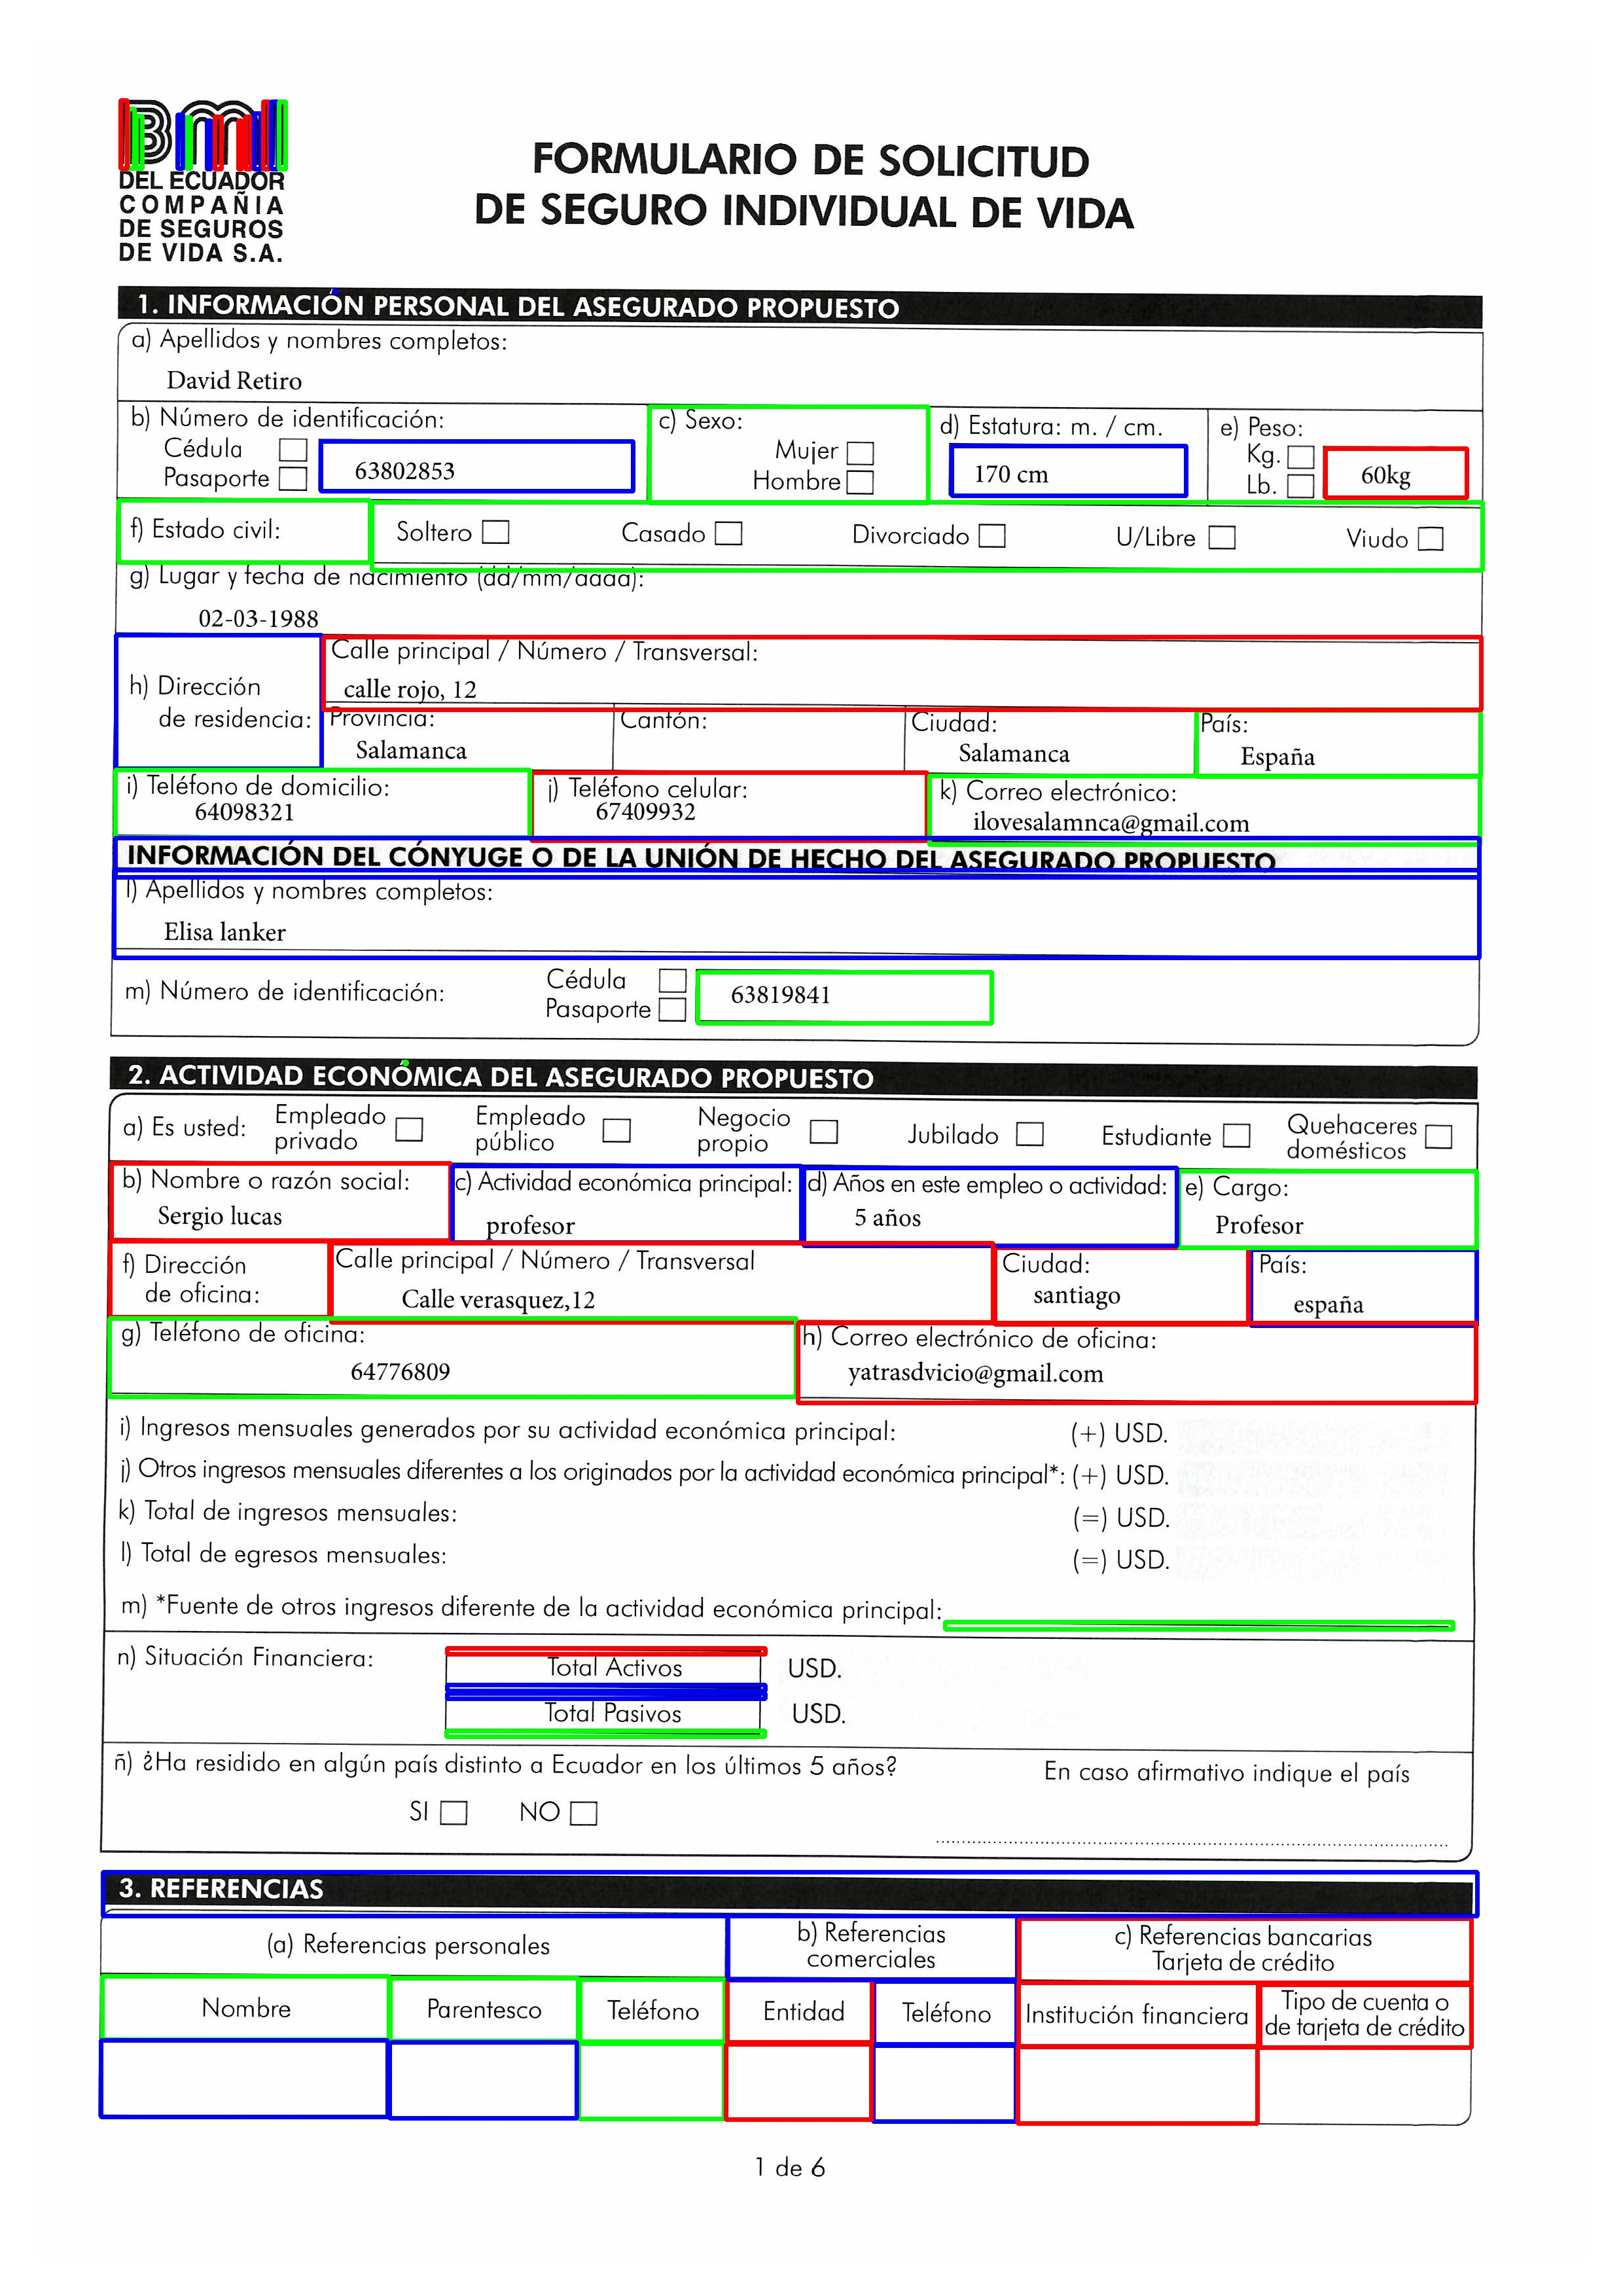 Bmi
DEL ECUADOR
COMPAÑIA
DE SEGUROS
DE VIDA S.A.
FORMULARIO DE SOLICITUD
DE SEGURO INDIVIDUAL DE VIDA
1. INFORMACIÓN PERSONAL DEL ASEGURADO PROPUESTO
a) Apellidos y nombres completos:
David Retiro
b) Número de identificación:
Cédula
Pasaporte
63802853
c) Sexo:
Mujer
Hombre
d) Estatura: m. / cm.
170 cm
e) Peso:
Kg.
Lb.
60kg
f) Estado civil: Soltero Casado Divorciado U/Libre Viudo
g) Lugar y fecha de nacimiento (dd/mm/aaaa):
02-03-1988
h) Dirección
de residencia:
Calle principal / Número / Transversal:
calle rojo, 12
Provincia: Cantón: Ciudad: País:
Salamanca Salamanca España
i) Teléfono de domicilio: j) Teléfono celular: k) Correo electrónico:
64098321 67409932 ilovesalamnca@gmail.com
INFORMACIÓN DEL CÓNYUGE O DE LA UNIÓN DE HECHO DEL ASEGURADO PROPUESTO
l) Apellidos y nombres completos:
Elisa lanker
m) Número de identificación:
Cédula
Pasaporte
63819841
2. ACTIVIDAD ECONÓMICA DEL ASEGURADO PROPUESTO
a) Es usted:
Empleado
privado
Empleado
público
Negocio
propio
Jubilado
Estudiante
Quehaceres
domésticos
b) Nombre o razón social: c) Actividad económica principal: d) Años en este empleo o actividad: e) Cargo:
Sergio lucas profesor 5 años Profesor
f) Dirección
de oficina:
Calle principal / Número / Transversal
Calle verasquez,12
Ciudad:
santiago
País:
españa
g) Teléfono de oficina: h) Correo electrónico de oficina:
64776809 yatrasdvicio@gmail.com
i) Ingresos mensuales generados por su actividad económica principal: (+) USD.
j) Otros ingresos mensuales diferentes a los originados por la actividad económica principal*: (+) USD.
k) Total de ingresos mensuales: (=) USD.
l) Total de egresos mensuales: (=) USD.
m) *Fuente de otros ingresos diferente de la actividad económica principal:
n) Situación Financiera: Total Activos USD.
Total Pasivos USD.
ñ) ¿Ha residido en algún país distinto a Ecuador en los últimos 5 años? En caso afirmativo indique el país
SI NO
3. REFERENCIAS
(a) Referencias personales
b) Referencias
comerciales
c) Referencias bancarias
Tarjeta de crédito
Nombre Parentesco Teléfono Entidad Teléfono Institución financiera
Tipo de cuenta o
de tarjeta de crédito
1 de 6